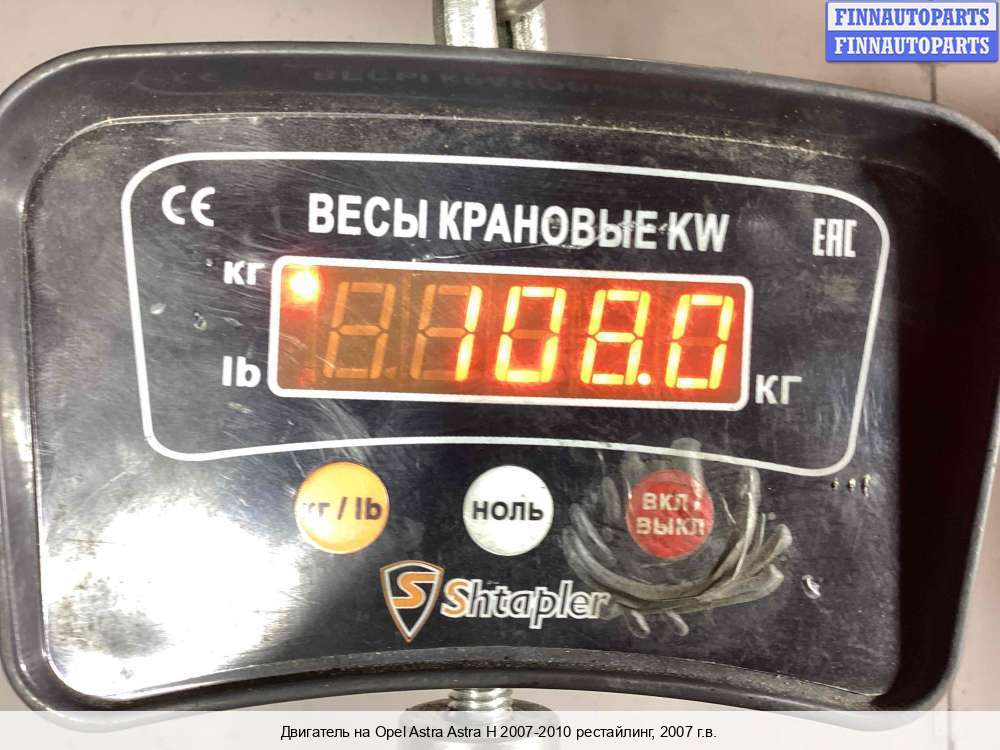 FINNAUTOPARTS
FINNAUTOPARTS
CE
ВЕСЫ КРАНОВЫЕ KW
EAC
кг
108.0
lb
КГ
кг / lb
НОЛЬ
ВКЛ.
ВЫКЛ
S Shtapler
Двигатель на Opel Astra Astra H 2007-2010 рестайлинг, 2007 г.в.